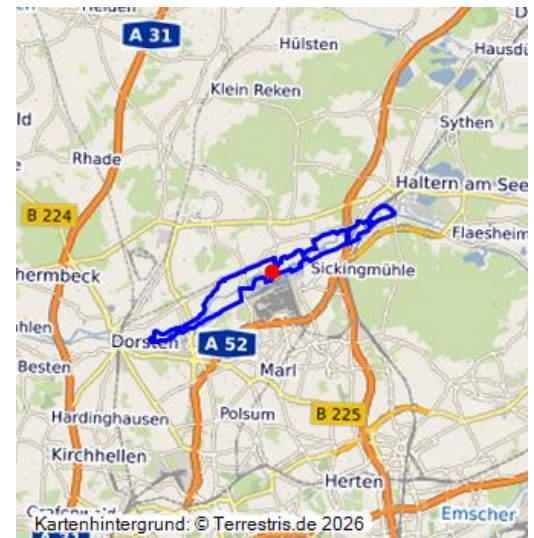 A 31
Hülsten
Klein Reken
Sythen
Rhade
Haltern am See
B 224
Flaesheim
Sickingmühle
Dorsten
A 52
Besten
Marl
Hardinghausen
Polsum
B 225
Kirchhellen
Herten
Emscher
Kartenhintergrund: © Terrestris.de 2026